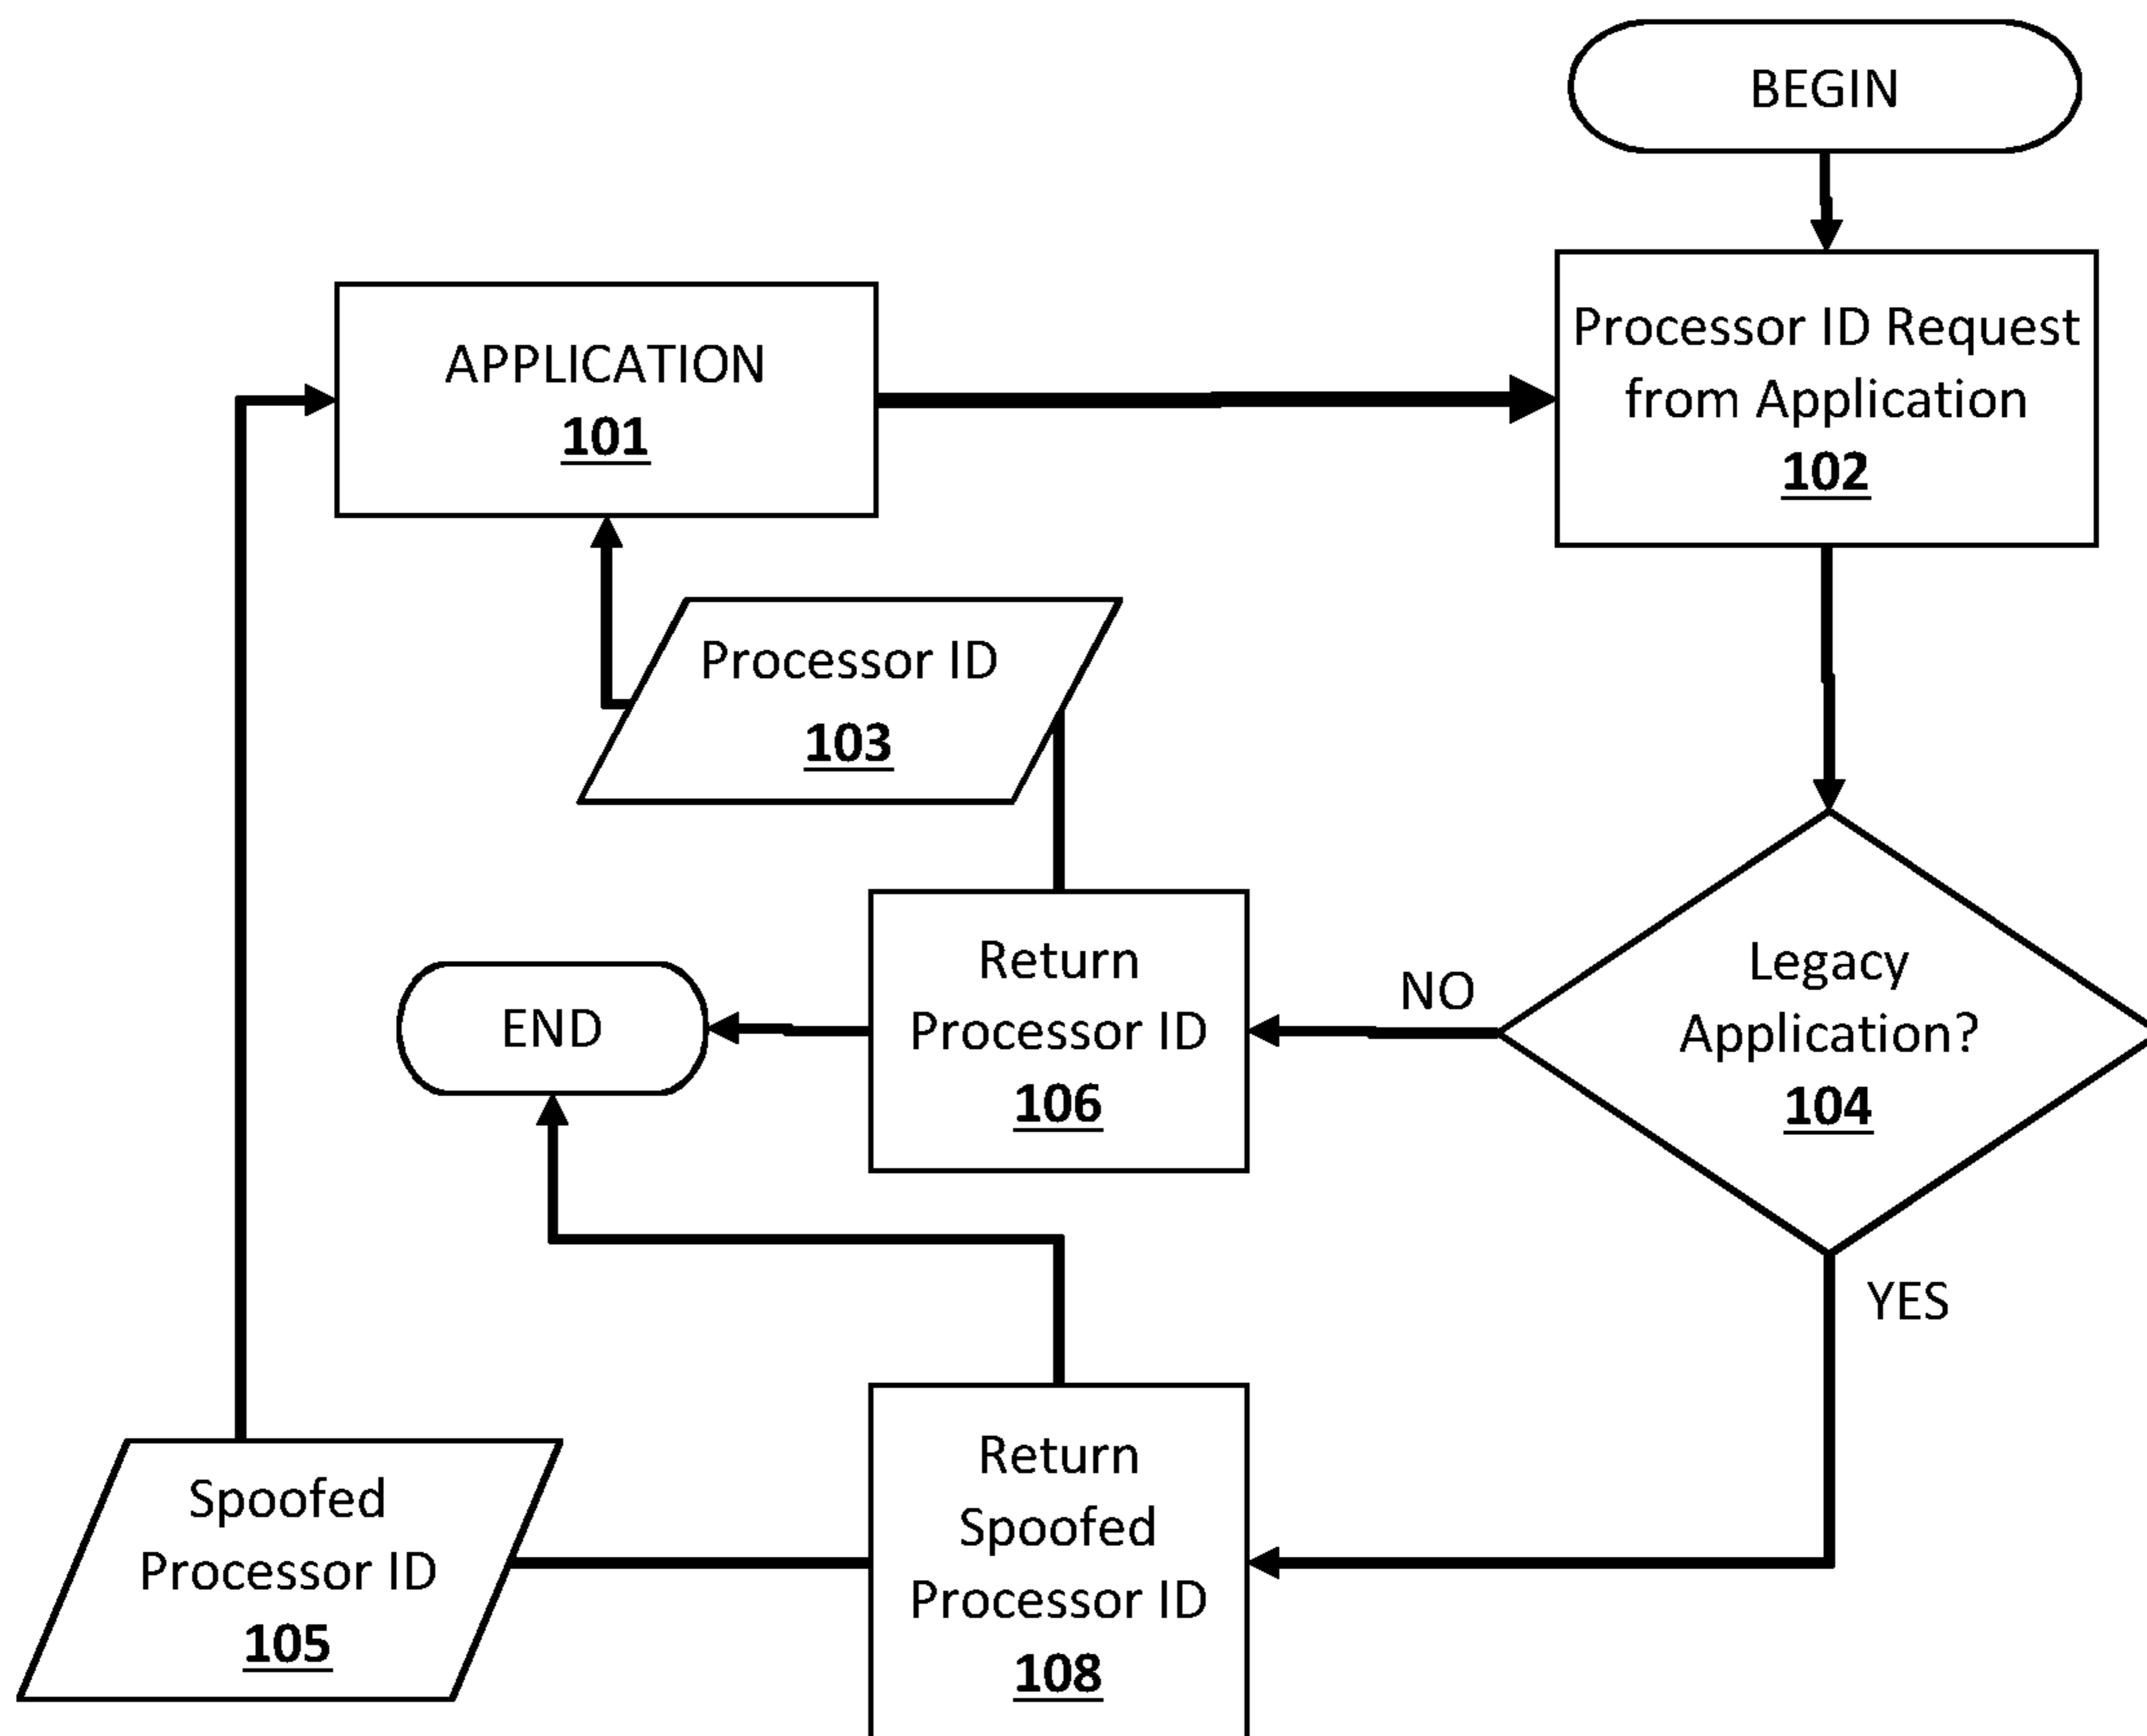 BEGIN
APPLICATION
101
Processor ID Request
from Application
102
Processor ID
103
Legacy
Application?
104
NO
YES
Return
Processor ID
106
END
Return
Spoofed
Processor ID
108
Spoofed
Processor ID
105